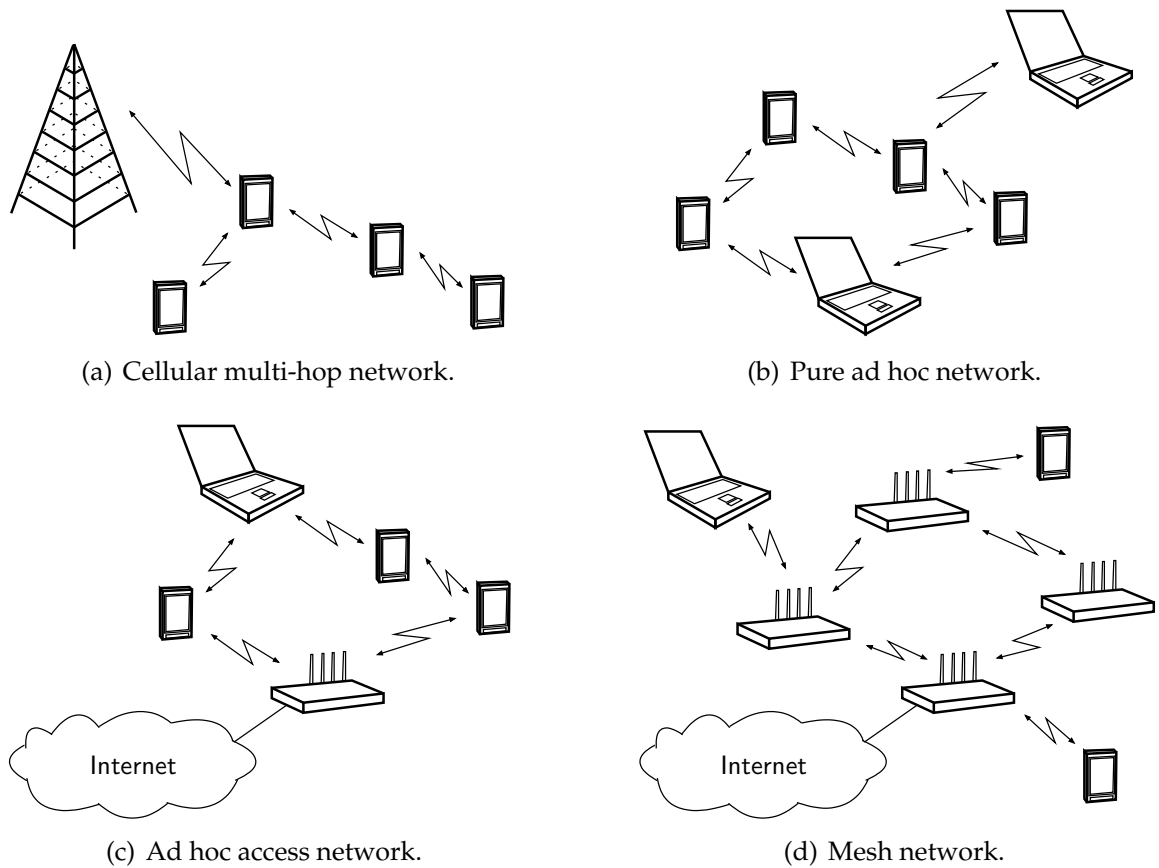 (a) Cellular multi-hop network.
(b) Pure ad hoc network.
Internet
(c) Ad hoc access network.
Internet
(d) Mesh network.